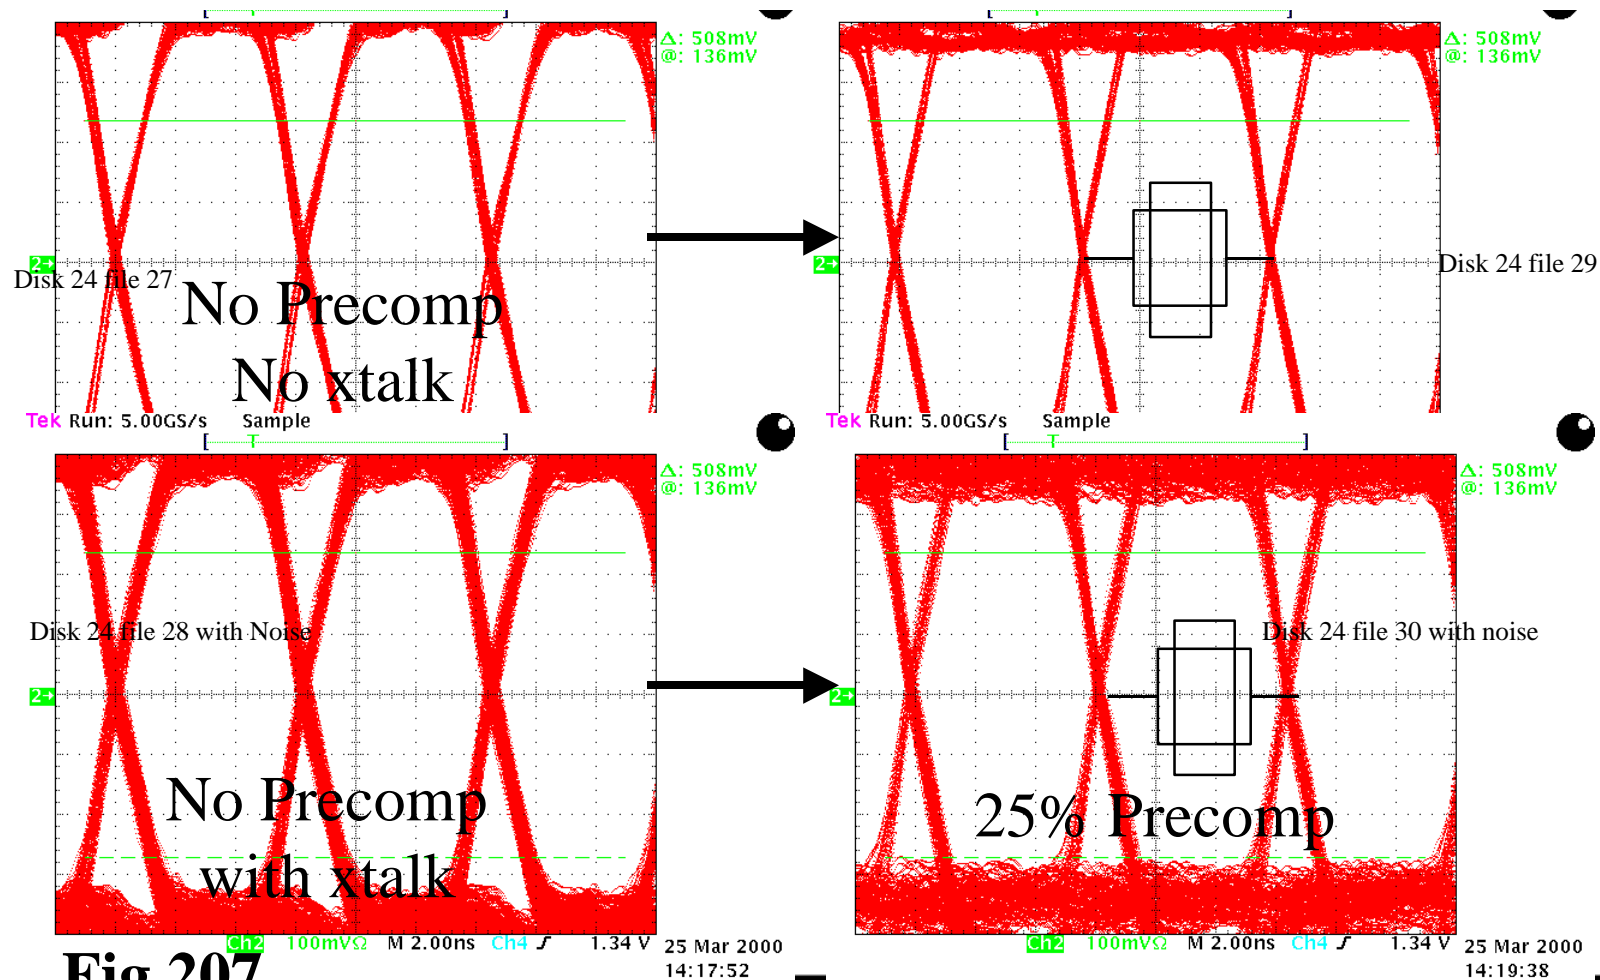 Δ: 508mV
@: 136mV
Δ: 508mV
@: 136mV
2→
2→
Disk 24 file 27
Disk 24 file 29
No Precomp
No xtalk
Tek Run: 5.00GS/s Sample
Tek Run: 5.00GS/s Sample
T
T
Δ: 508mV
@: 136mV
Δ: 508mV
@: 136mV
Disk 24 file 28 with Noise
Disk 24 file 30 with noise
2→
2→
No Precomp
with xtalk
25% Precomp
Ch2 100mVΩ M 2.00ns Ch4 1.34 V
25 Mar 2000
14:17:52
Ch2 100mVΩ M 2.00ns Ch4 1.34 V
25 Mar 2000
14:19:38
Fig 207